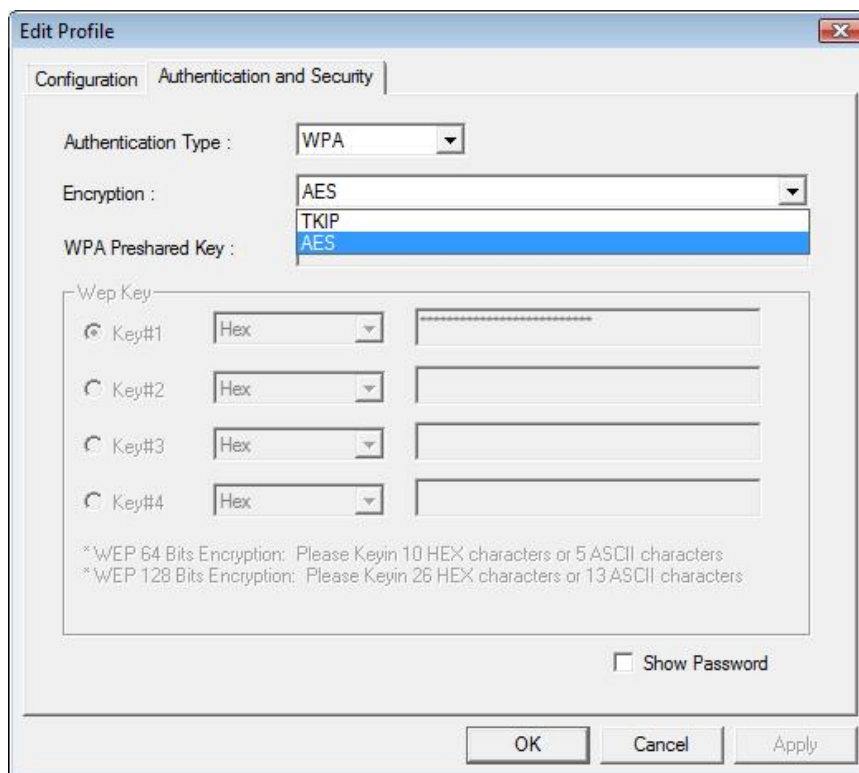 Edit Profile
Configuration
Authentication and Security
Authentication Type :
WPA
Encryption :
AES
TKIP
AES
WPA Preshared Key :
Wep Key
Key#1
Hex
**************************
Key#2
Hex
Key#3
Hex
Key#4
Hex
* WEP 64 Bits Encryption: Please Keyin 10 HEX characters or 5 ASCII characters
* WEP 128 Bits Encryption: Please Keyin 26 HEX characters or 13 ASCII characters
Show Password
OK
Cancel
Apply